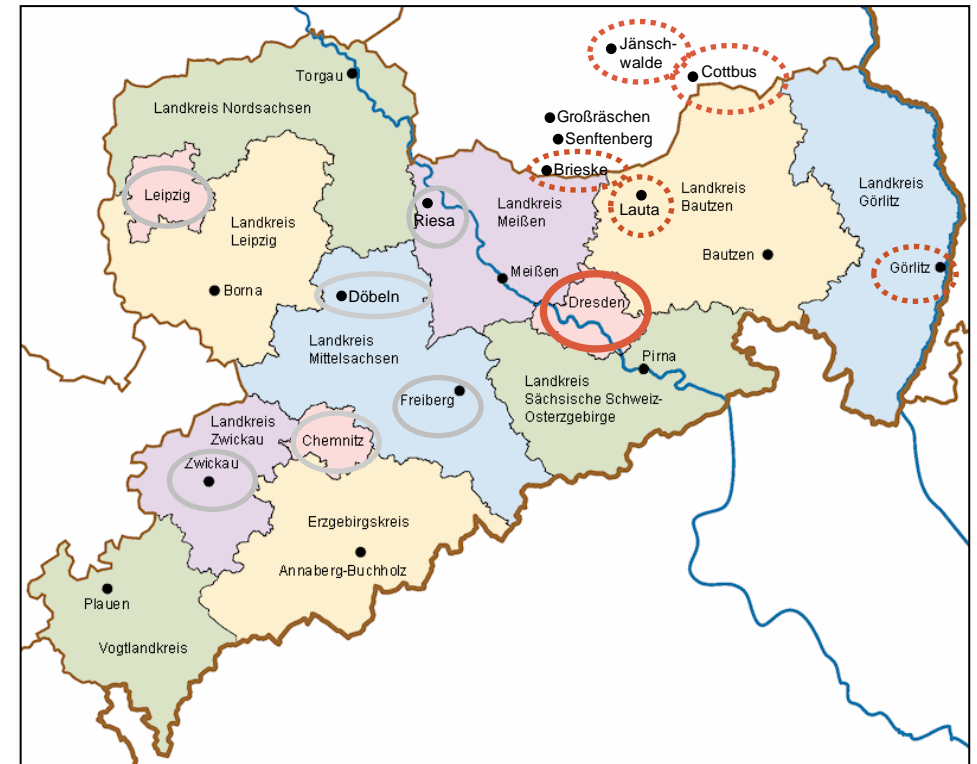 Jänsch-
walde
Cottbus
Torgau
Landkreis Nordsachsen
Großräschen
Senftenberg
Brieske
Leipzig
Landkreis
Leipzig
Riesa
Landkreis
Meißen
Lauta
Landkreis
Bautzen
Landkreis
Görlitz
Bautzen
Görlitz
Meißen
Borna
Döbeln
Dresden
Landkreis
Mittelsachsen
Pirna
Landkreis
Sächsische Schweiz-
Osterzgebirge
Freiberg
Landkreis
Zwickau
Chemnitz
Zwickau
Erzgebirgskreis
Annaberg-Buchholz
Plauen
Vogtlandkreis